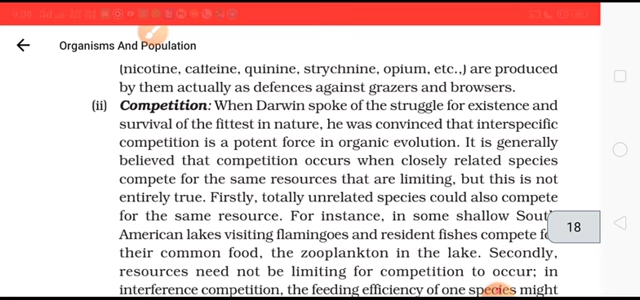 Organisms And Population
(nicotine, caffeine, quinine, strychnine, opium, etc.,) are produced
by them actually as defences against grazers and browsers.
(ii) Competition: When Darwin spoke of the struggle for existence and
survival of the fittest in nature, he was convinced that interspecific
competition is a potent force in organic evolution. It is generally
believed that competition occurs when closely related species
compete for the same resources that are limiting, but this is not
entirely true. Firstly, totally unrelated species could also compete
for the same resource. For instance, in some shallow South
American lakes visiting flamingoes and resident fishes compete for
18
their common food, the zooplankton in the lake. Secondly,
resources need not be limiting for competition to occur; in
interference competition, the feeding efficiency of one species might